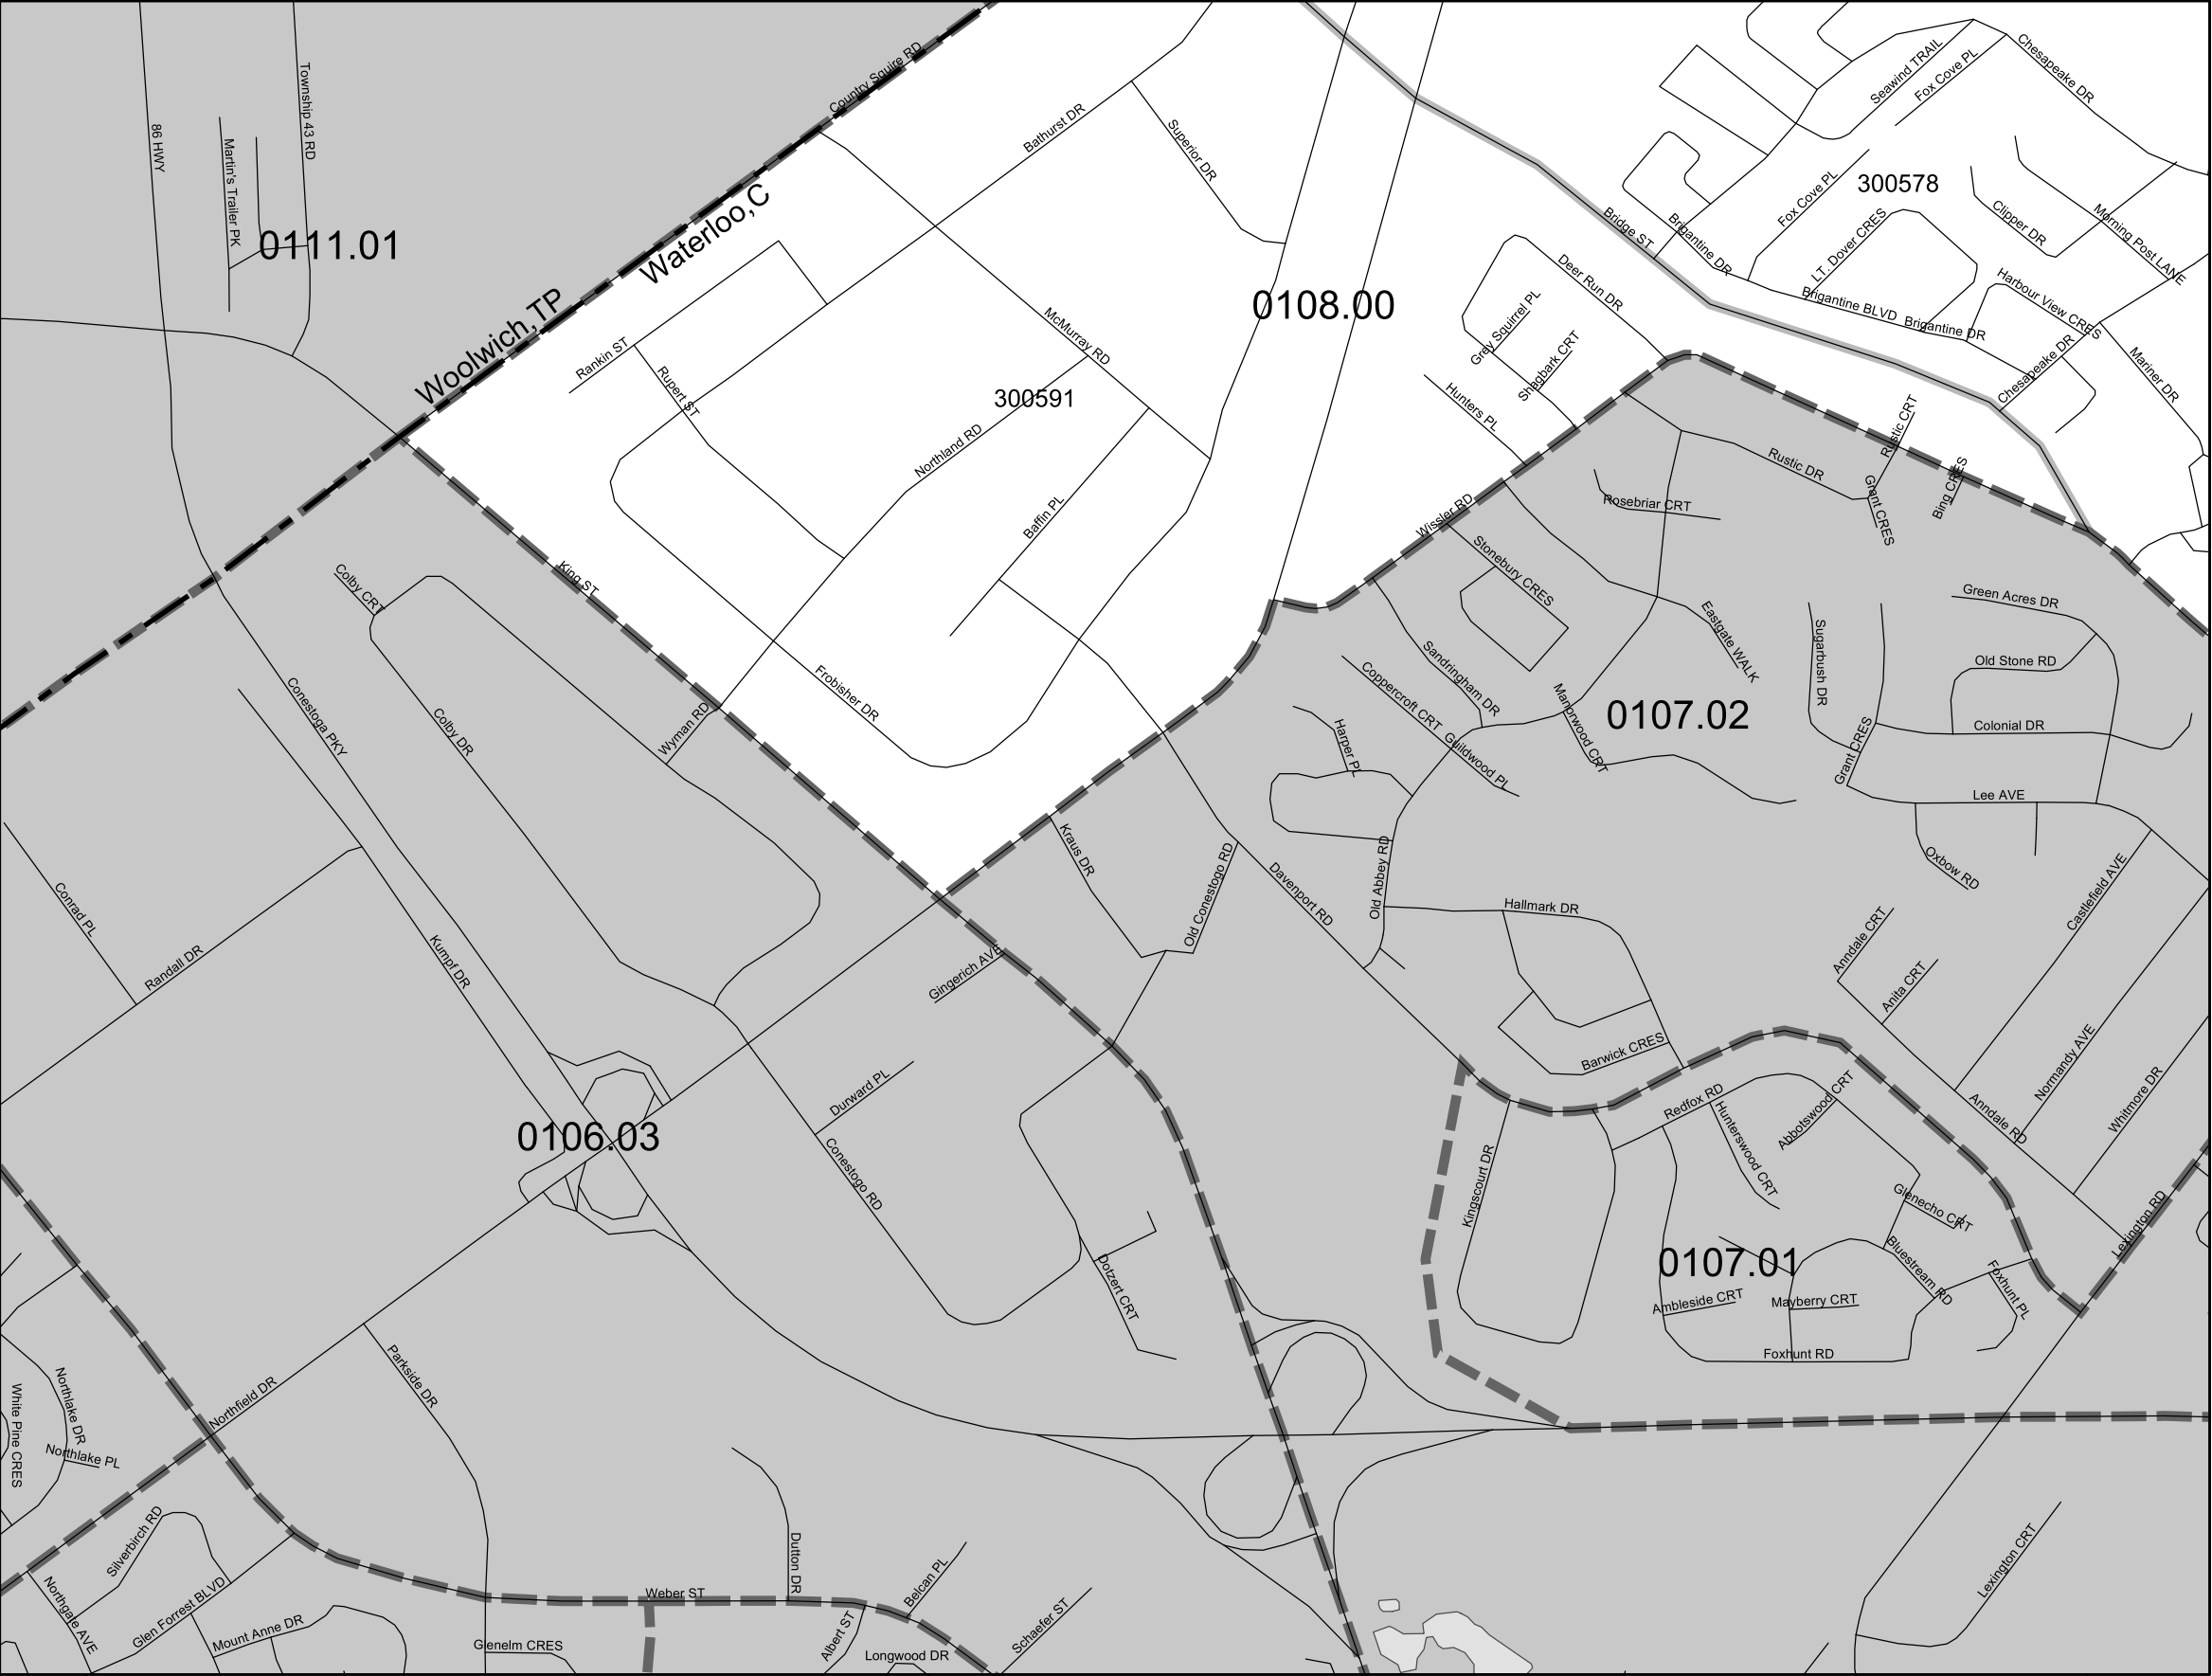 Country Squire RD
Seawind TRAIL
Fox Cove PL
Chesapeake DR
Township 43 RD
86 HWY
Martin's Trailer PK
Bathurst DR
Superior DR
300578
Fox Cove PL
LT. Dover CRES
Clipper DR
Morning Post LANE
Bridge ST
Brigantine DR
0111.01
Waterloo,C
Woolwich,TP
0108.00
Deer Run DR
Brigantine BLVD
Brigantine DR
Harbour View CRES
Chesapeake DR
Mariner DR
Grey Squirrel PL
Shagbark CRT
Hunters PL
McMurray RD
Rankin ST
Rupert ST
300591
Northland RD
Baffin PL
Rustic CRT
Rustic DR
Grant CRES
Bing CRES
Rosebriar CRT
Wissler RD
Stonebury CRES
King ST
Colby CRT
Eastgate WALK
Sugarbush DR
Green Acres DR
Old Stone RD
Sandringham DR
Coppercroft CRT
Guildwood PL
Manorwood CRT
0107.02
Colonial DR
Grant CRES
Lee AVE
Harper PL
Frobisher DR
Wyman RD
Colby DR
Conestoga PKY
Kraus DR
Old Conestogo RD
Davenport RD
Old Abbey RD
Hallmark DR
Oxbow RD
Castlefield AVE
Anndale CRT
Anita CRT
Conrad PL
Randall DR
Kumpf DR
Gingerich AVE
Barwick CRES
Normandy AVE
Whitmore DR
Anndale RD
Redfox RD
Abbotswood CRT
Hunterswood CRT
Durward PL
0106.03
Conestogo RD
Kingscourt DR
Glenecho CRT
Lexington RD
Bluestream RD
0107.01
Foxhunt PL
Ambleside CRT
Mayberry CRT
Foxhunt RD
Dotzert CRT
Parkside DR
Northfield DR
Northlake DR
White Pine CRES
Northlake PL
Silverbirch RD
Northgale AVE
Glen Forrest BLVD
Mount Anne DR
Glenelm CRES
Weber ST
Dutton DR
Belcan PL
Albert ST
Longwood DR
Schaefer ST
Lexington CRT